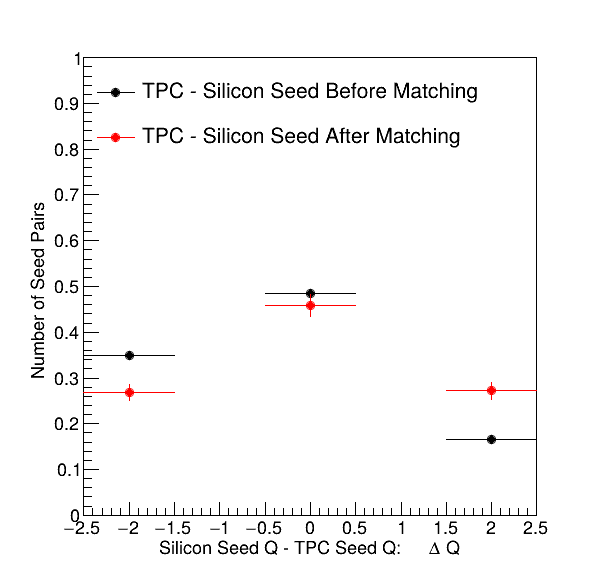 1
TPC - Silicon Seed Before Matching
0.9
TPC - Silicon Seed After Matching
0.8
0.7
0.6
0.5
0.4
0.3
0.2
0.1
0
Number of Seed Pairs
−2.5 −2 −1.5 −1 −0.5 0 0.5 1 1.5 2 2.5
Silicon Seed Q - TPC Seed Q: Δ Q